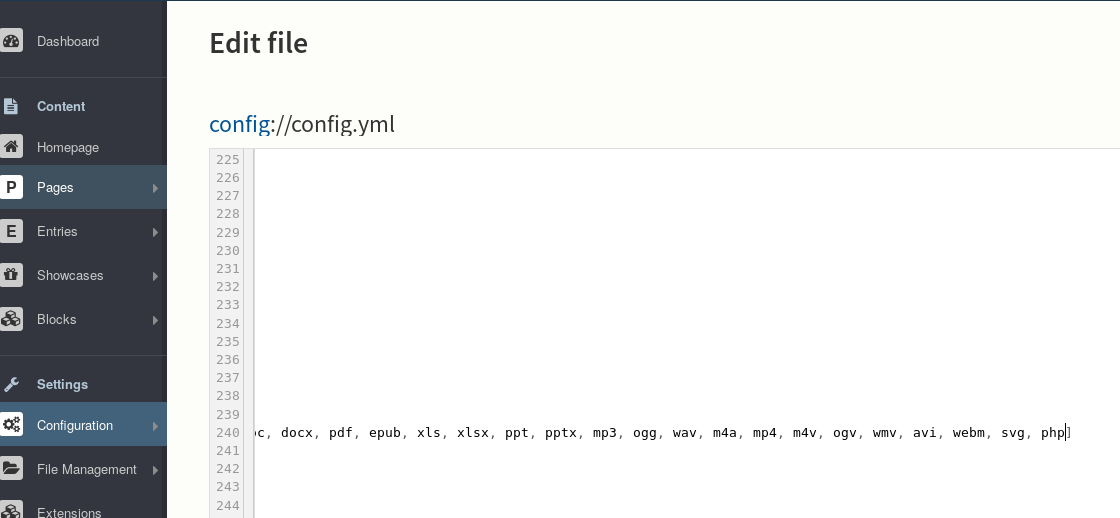 Dashboard
Content
Homepage
P Pages
E Entries
Showcases
Blocks
Settings
Configuration
File Management
Extensions
Edit file
config://config.yml
225
226
227
228
229
230
231
232
233
234
235
236
237
238
239
240 oc, docx, pdf, epub, xls, xlsx, ppt, pptx, mp3, ogg, wav, m4a, mp4, m4v, ogv, wmv, avi, webm, svg, php]
241
242
243
244